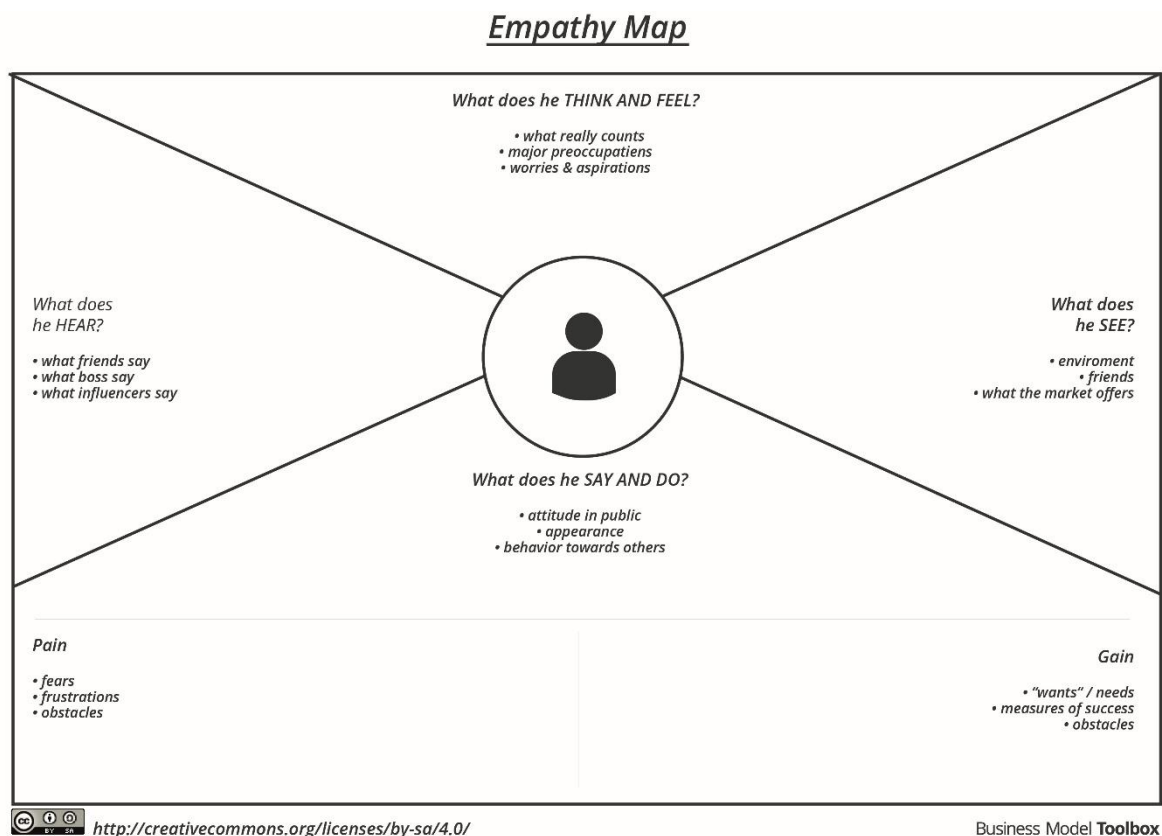 Empathy Map
What does he THINK AND FEEL?
• what really counts
• major preoccupatiens
• worries & aspirations
What does
he HEAR?
• what friends say
• what boss say
• what influencers say
What does
he SEE?
• enviroment
• friends
• what the market offers
What does he SAY AND DO?
• attitude in public
• appearance
• behavior towards others
Pain
• fears
• frustrations
• obstacles
Gain
• “wants” / needs
• measures of success
• obstacles
cc BY SA
http://creativecommons.org/licenses/by-sa/4.0/
Business Model Toolbox